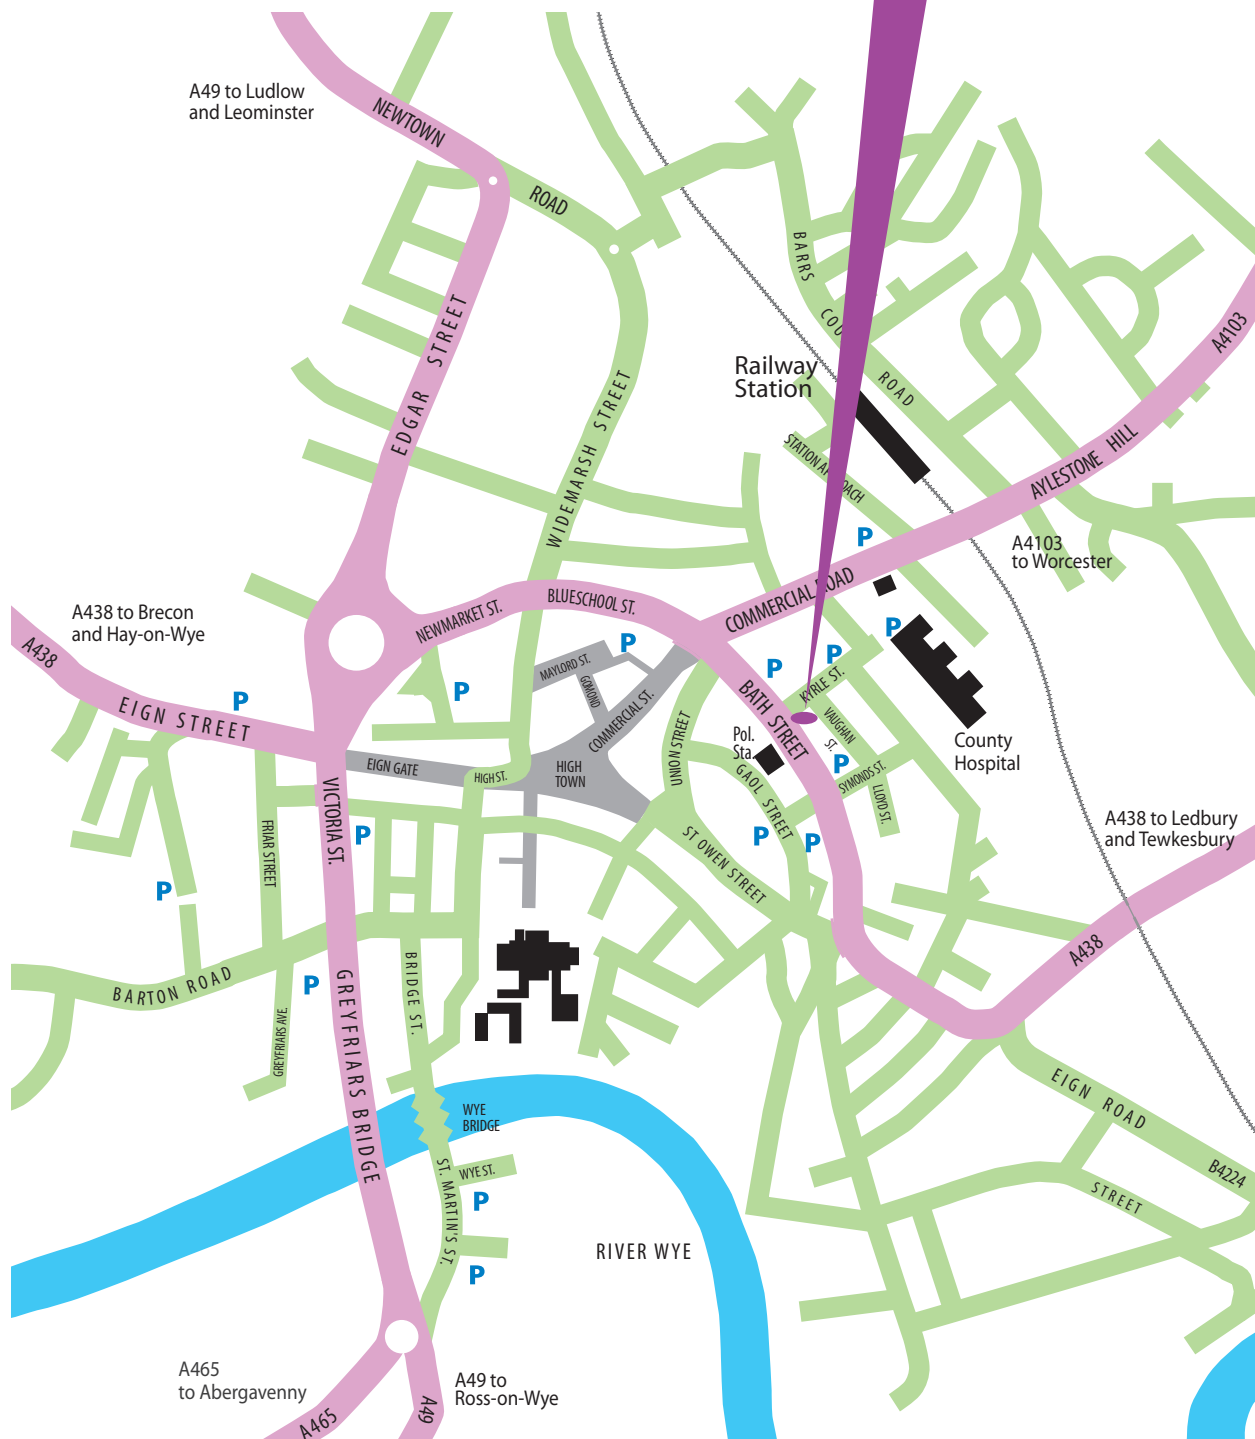 A49 to Ludlow
and Leominster
NEWTOWN
ROAD
BARRS
COU
ROAD
A4103
EDGAR STREET
Railway
Station
WIDEMARSH STREET
STATION AP
OACH
AYLESTONE HILL
P
A4103
to Worcester
A438 to Brecon
and Hay-on-Wye
A438
NEWMARKET ST.
BLUESCHOOL ST.
COMMERCIAL ROAD
P
P
P
P
MAYLORD ST.
GOMOND
COMMERCIAL ST.
KYRLE ST.
P
P
EIGN STREET
BATH STREET
VAUGHAN
ST.
UNION STREET
Pol.
Sta.
County
Hospital
EIGN GATE
HIGH ST.
HIGH
TOWN
P
SYMONDS ST.
LLOYD ST.
GAOL STREET
VICTORIA ST.
FRIAR STREET
P
P
P
ST OWEN STREET
A438 to Ledbury
and Tewkesbury
P
A438
BARTON ROAD
P
BRIDGE ST.
GREYFRIARS AVE.
GREYFRIARS BRIDGE
WYE
BRIDGE
EIGN ROAD
B4224
ST. MARTIN'S ST.
WYE ST.
P
STREET
RIVER WYE
P
A465
to Abergavenny
A49 to
Ross-on-Wye
A465
A49